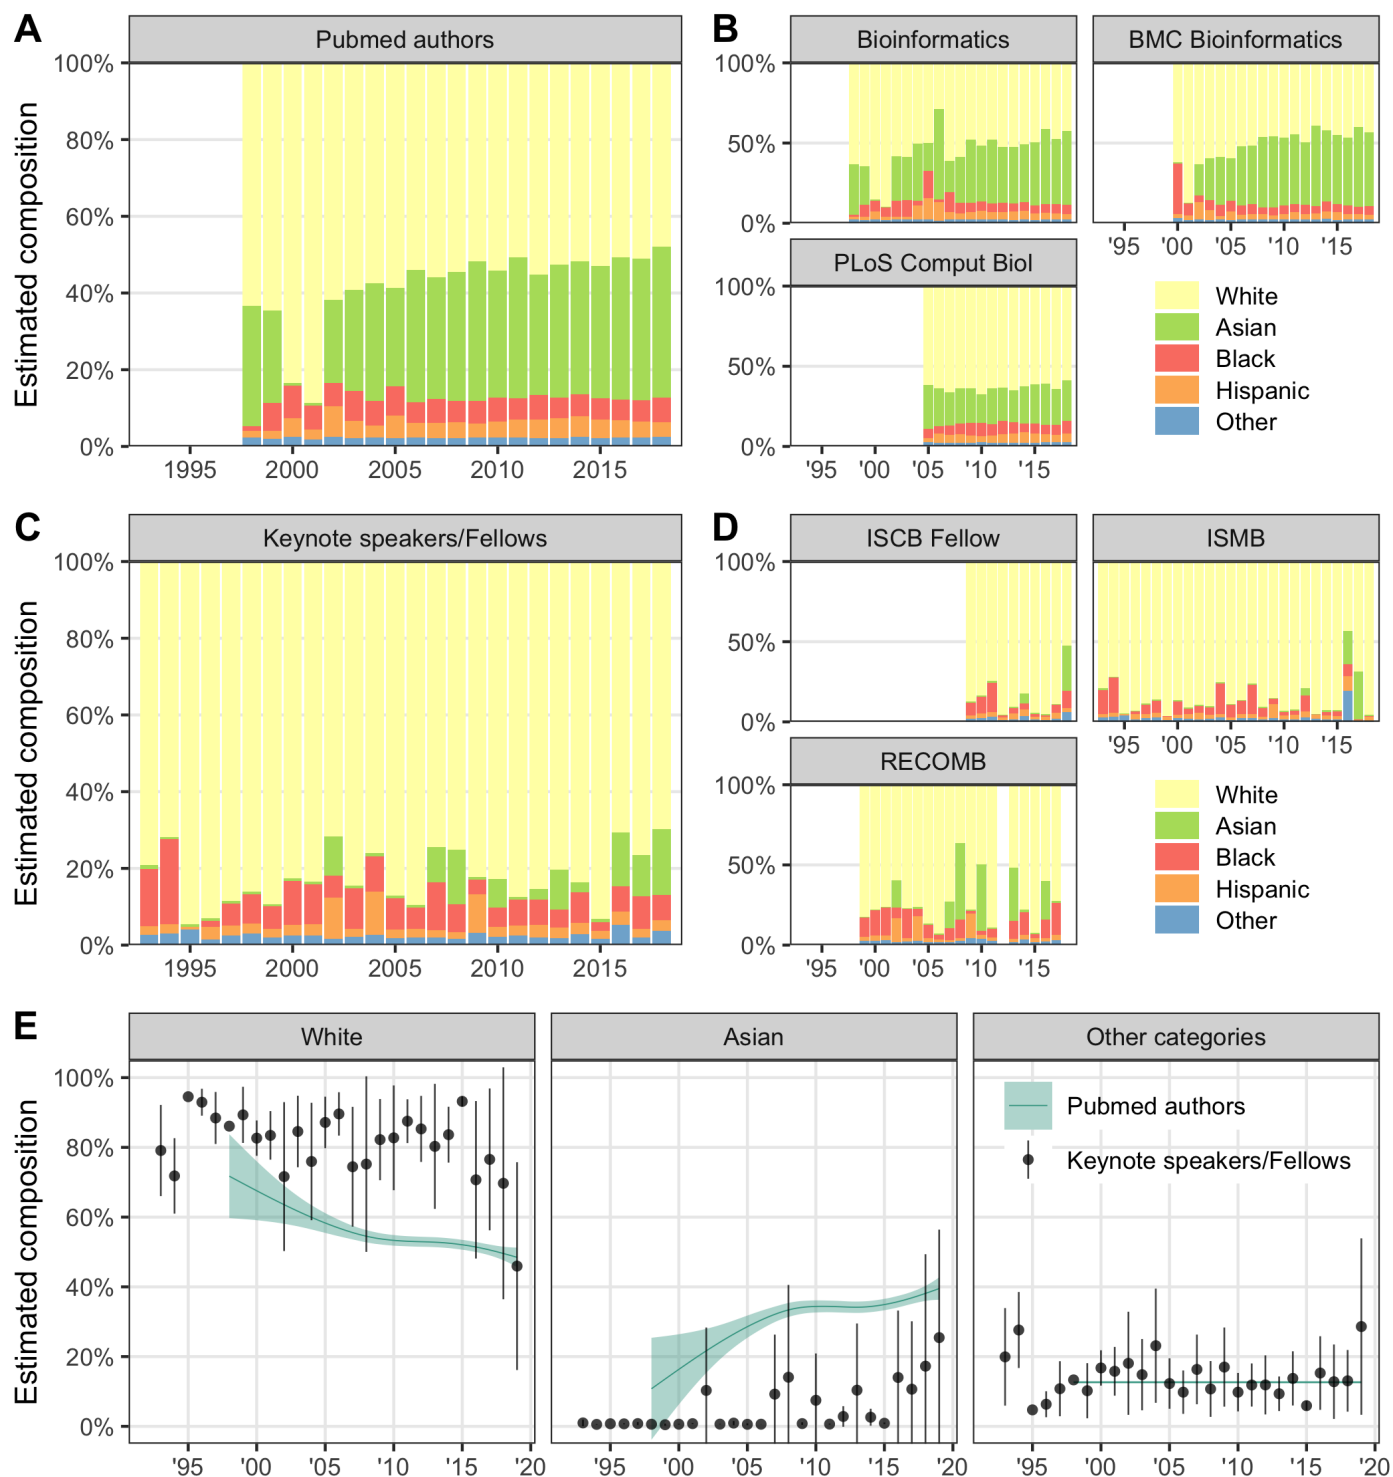 A
Pubmed authors
Estimated composition
100%
80%
60%
40%
20%
0%
1995 2000 2005 2010 2015
B
Bioinformatics
BMC Bioinformatics
100%
50%
0%
'95 '00 '05 '10 '15
PLoS Comput Biol
100%
50%
0%
'95 '00 '05 '10 '15
White
Asian
Black
Hispanic
Other
C
Keynote speakers/Fellows
Estimated composition
100%
80%
60%
40%
20%
0%
1995 2000 2005 2010 2015
D
ISCB Fellow
ISMB
100%
50%
0%
'95 '00 '05 '10 '15
RECOMB
100%
50%
0%
'95 '00 '05 '10 '15
White
Asian
Black
Hispanic
Other
E
White
Asian
Other categories
Estimated composition
100%
80%
60%
40%
20%
0%
Pubmed authors
Keynote speakers/Fellows
'95 '00 '05 '10 '15 '20
'95 '00 '05 '10 '15 '20
'95 '00 '05 '10 '15 '20